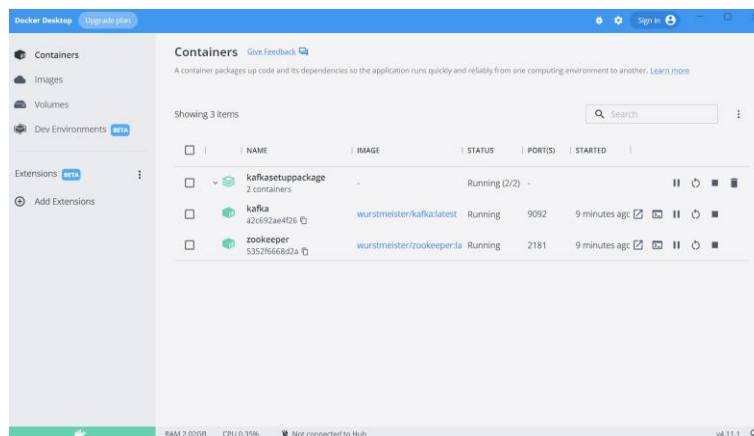 Docker Desktop Upgrade plan Sign in
Containers
Images
Volumes
Dev Environments BETA
Extensions BETA
Add Extensions
Containers Give Feedback
A container packages up code and its dependencies so the application runs quickly and reliably from one computing environment to another. Learn more
Showing 3 items Search
NAME IMAGE STATUS PORT(S) STARTED
kafkasetuppackage - Running (2/2) -
2 containers
kafka wurstmeister/kafka:latest Running 9092 9 minutes agc
a2c692ae4f26
zookeeper wurstmeister/zookeeper:la Running 2181 9 minutes agc
5352f6668d2a
RAM 2.02GB CPU 0.35% Not connected to Hub v4.11.1